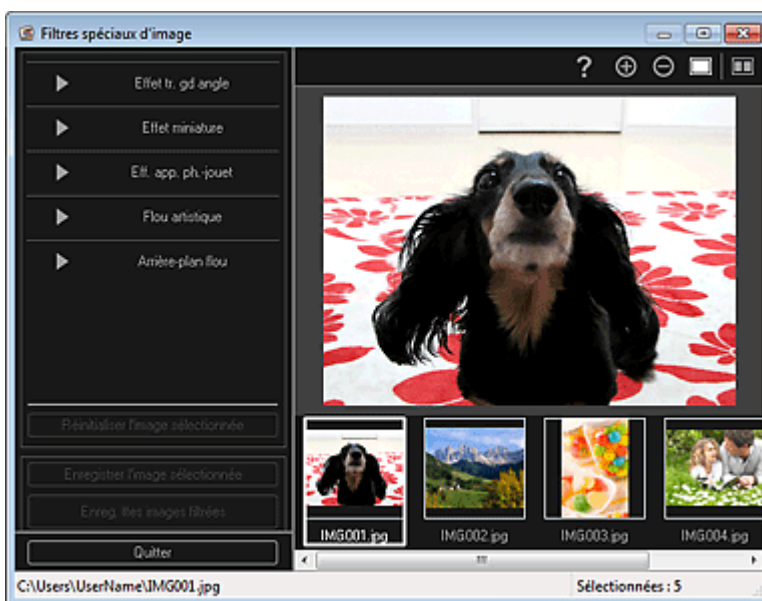 Filtres spéciaux d'image
Effet tr. gd angle
Effet miniature
Eff. app. ph.-jouet
Flou artistique
Arrière-plan flou
Réinitialiser l'image sélectionnée
Enregistrer l'image sélectionnée
Enreg. ttes images filtrées
Quitter
?
IMG001.jpg
IMG002.jpg
IMG003.jpg
IMG004.jpg
C:\Users\UserName\IMG001.jpg
Sélectionnées : 5